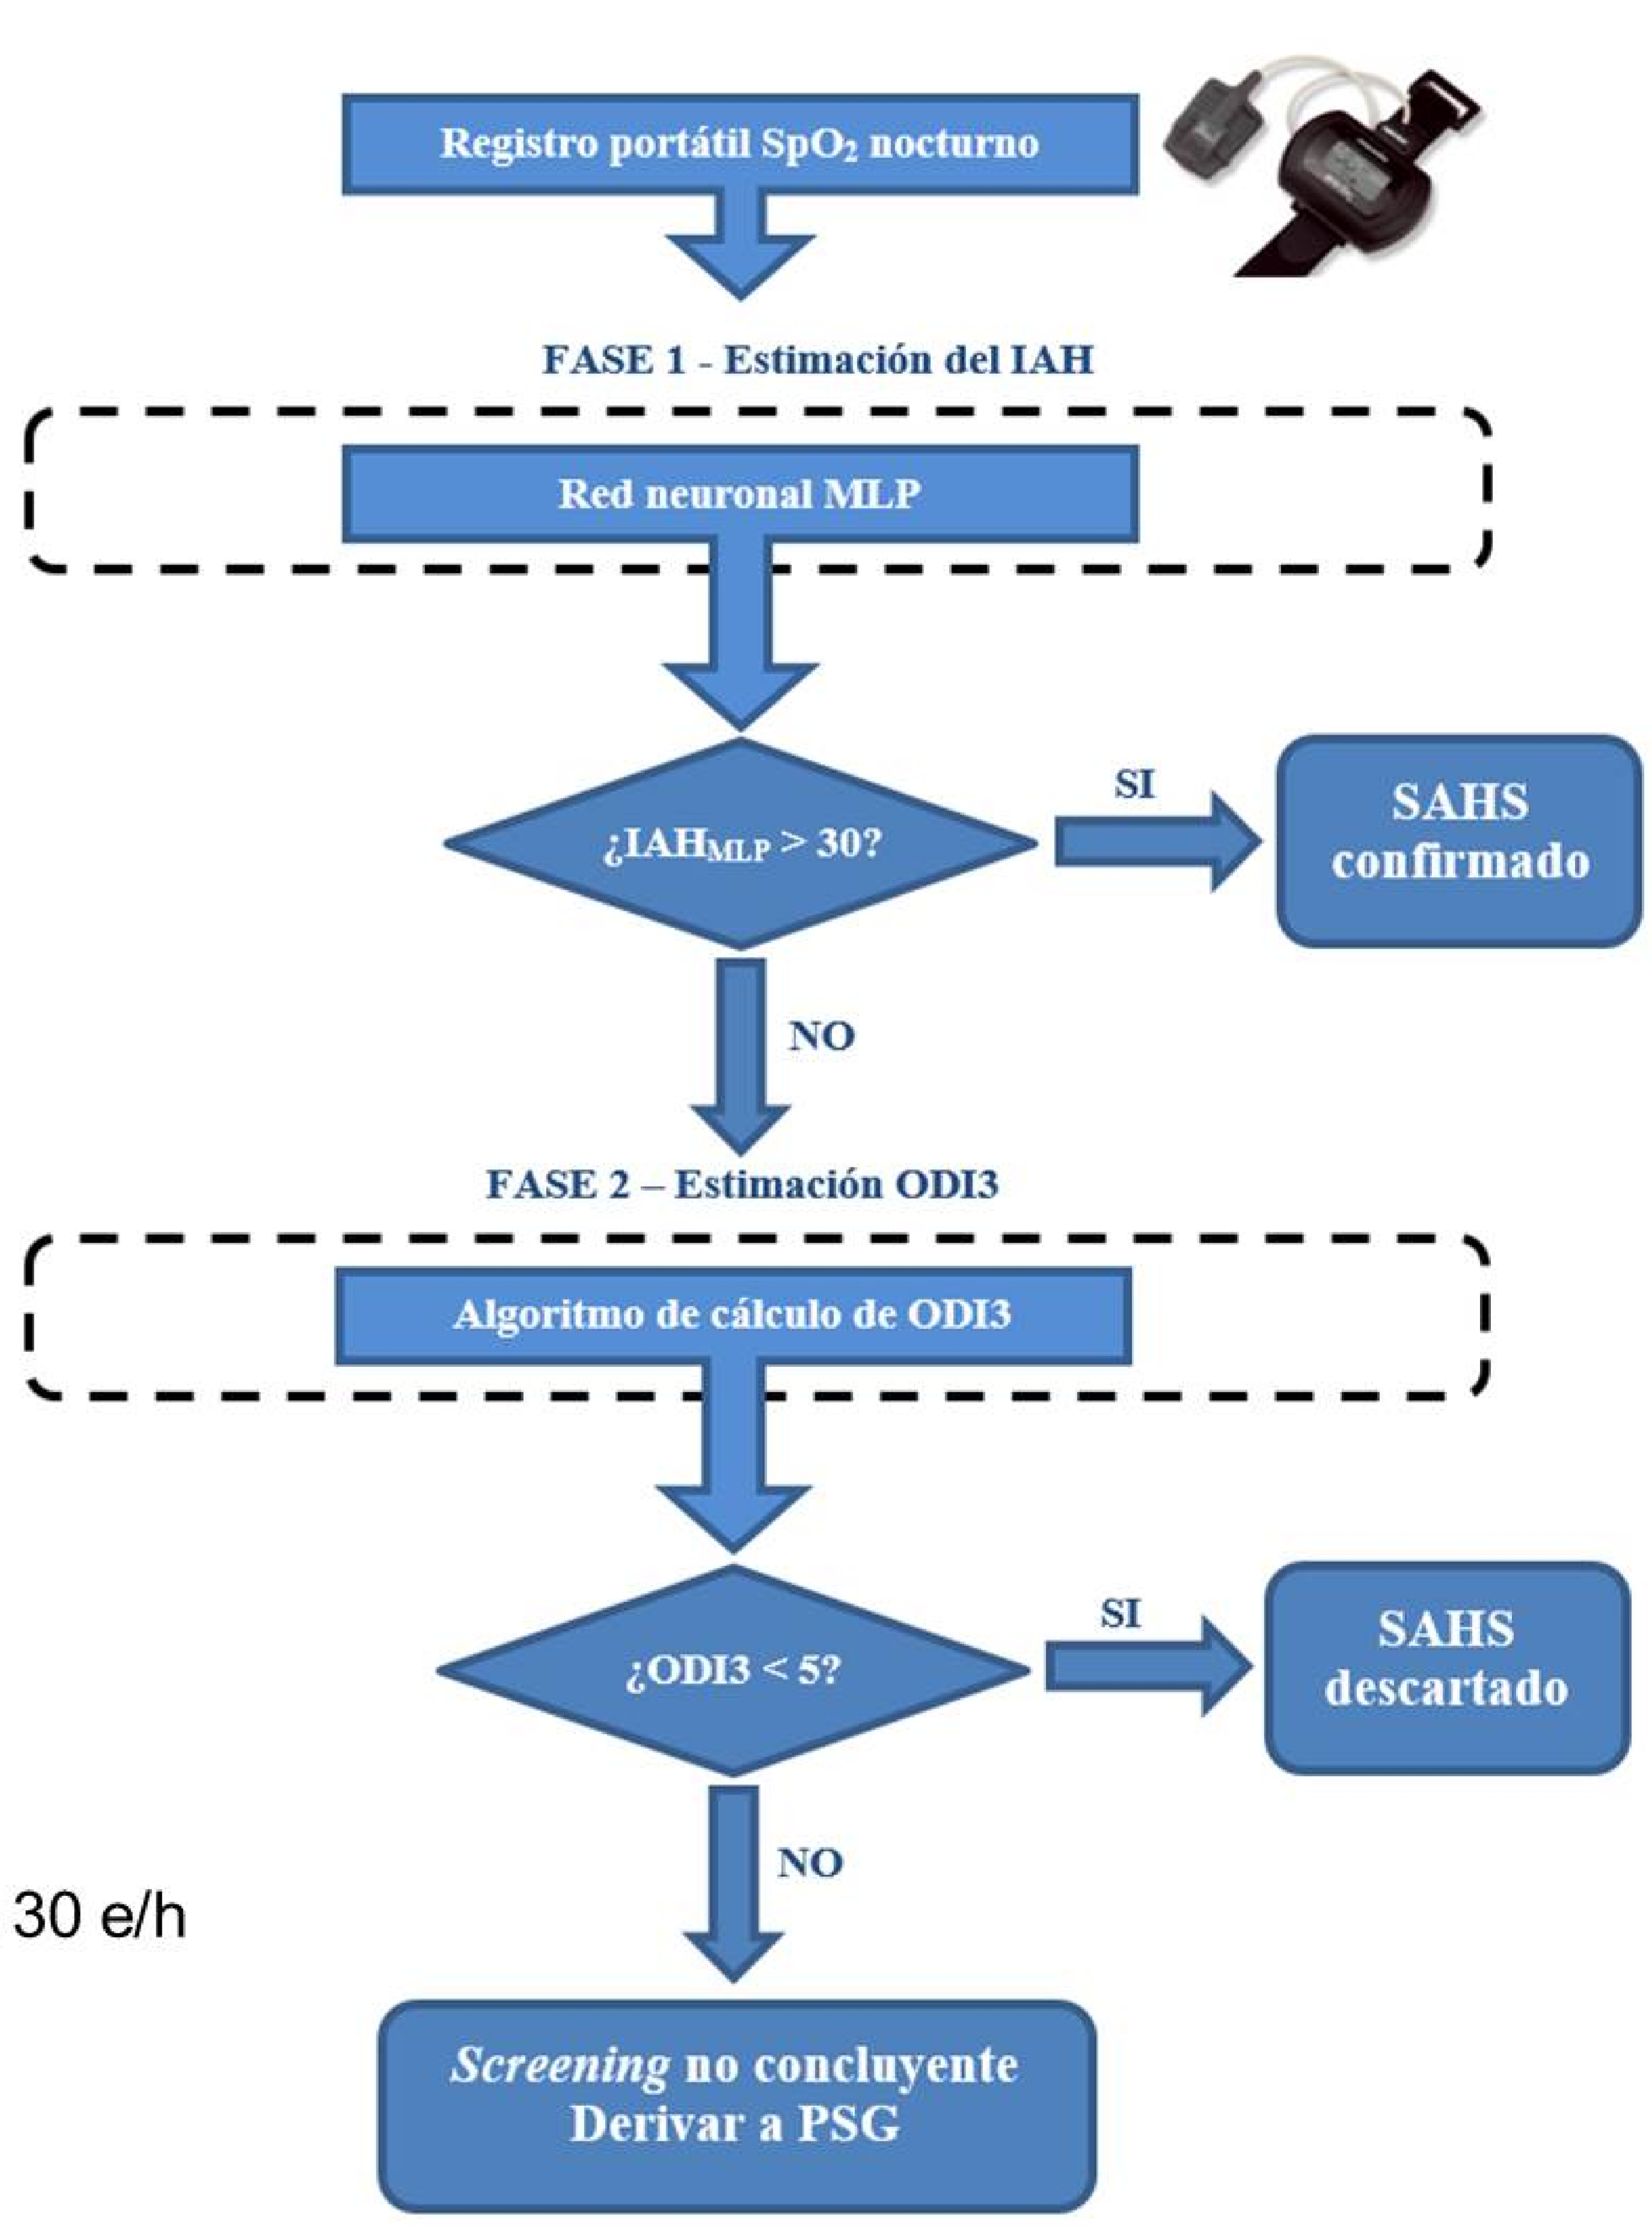 Registro portátil SpO₂ nocturno
FASE 1 - Estimación del IAH
Red neuronal MLP
¿IAH_MLP > 30?
SI
SAHS
confirmado
NO
FASE 2 – Estimación ODI3
Algoritmo de cálculo de ODI3
¿ODI3 < 5?
SI
SAHS
descartado
NO
30 e/h
Screening no concluyente
Derivar a PSG